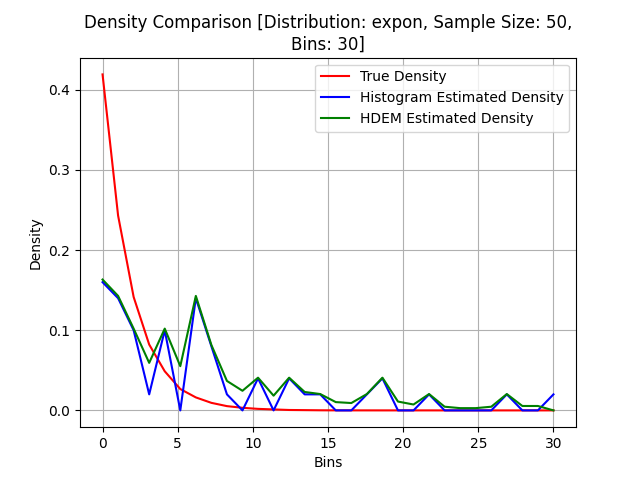 Density Comparison [Distribution: expon, Sample Size: 50,
Bins: 30]
True Density
Histogram Estimated Density
HDEM Estimated Density
Density
0.4
0.3
0.2
0.1
0.0
0 5 10 15 20 25 30
Bins